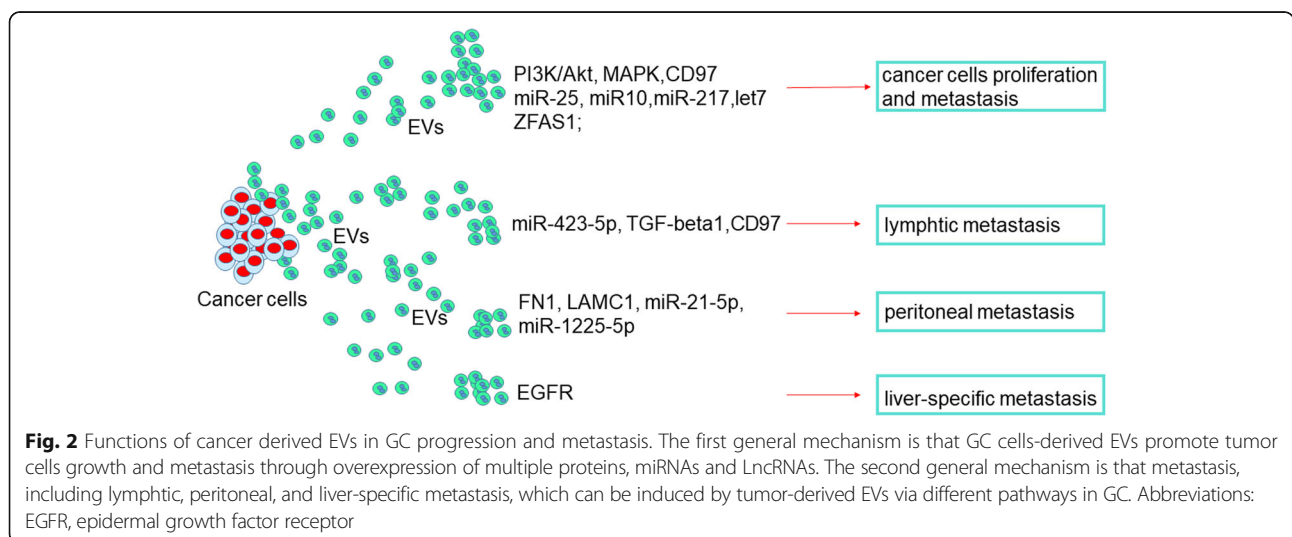 PI3K/Akt, MAPK,CD97
miR-25, miR10,miR-217,let7
ZFAS1;
cancer cells proliferation
and metastasis
EVs
miR-423-5p, TGF-beta1,CD97
lymphtic metastasis
EVs
Cancer cells
FN1, LAMC1, miR-21-5p,
miR-1225-5p
peritoneal metastasis
EVs
EGFR
liver-specific metastasis
Fig. 2 Functions of cancer derived EVs in GC progression and metastasis. The first general mechanism is that GC cells-derived EVs promote tumor
cells growth and metastasis through overexpression of multiple proteins, miRNAs and LncRNAs. The second general mechanism is that metastasis,
including lymphtic, peritoneal, and liver-specific metastasis, which can be induced by tumor-derived EVs via different pathways in GC. Abbreviations:
EGFR, epidermal growth factor receptor